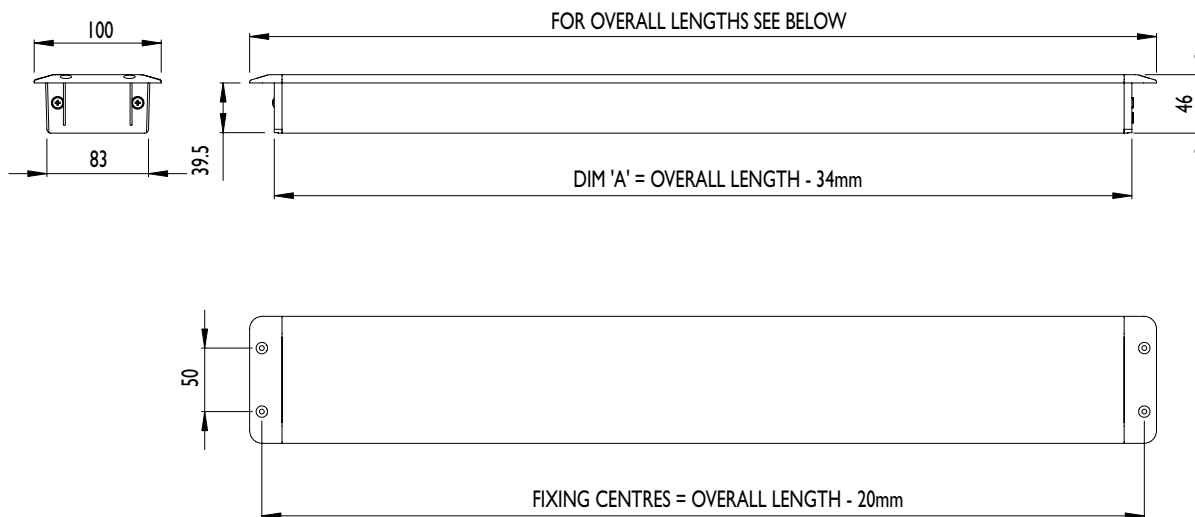 FOR OVERALL LENGTHS SEE BELOW
100
46
39.5
83
DIM 'A' = OVERALL LENGTH - 34mm
50
FIXING CENTRES = OVERALL LENGTH - 20mm